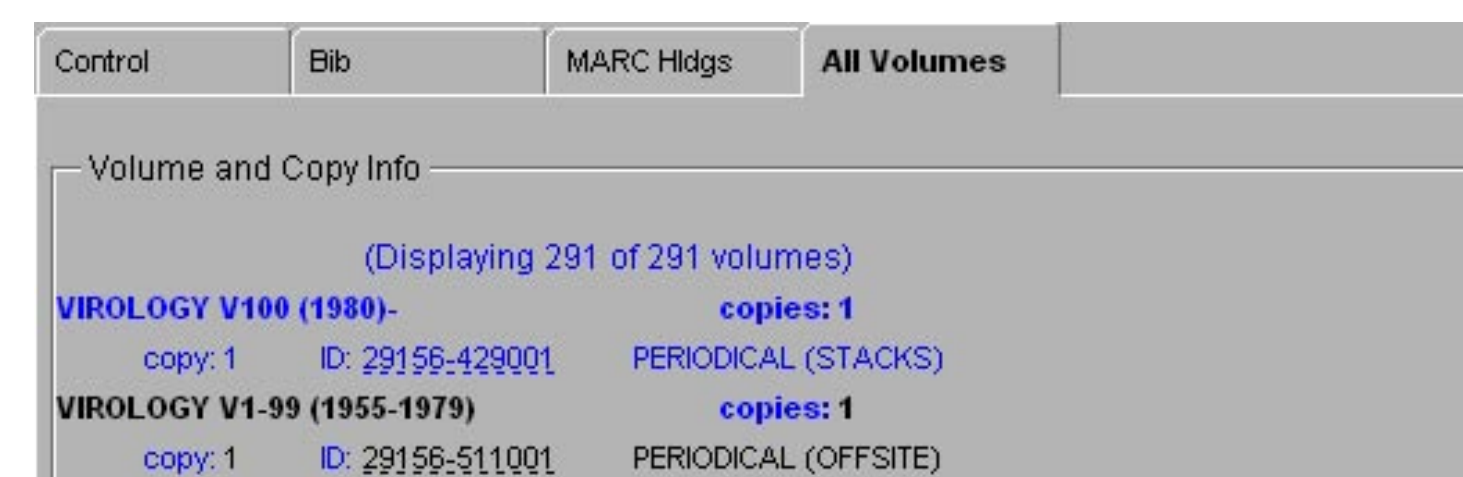 Control Bib MARC Hldgs All Volumes
Volume and Copy Info
(Displaying 291 of 291 volumes)
VIROLOGY V100 (1980)- copies: 1
copy: 1 ID: 29156-429001 PERIODICAL (STACKS)
VIROLOGY V1-99 (1955-1979) copies: 1
copy: 1 ID: 29156-511001 PERIODICAL (OFFSITE)